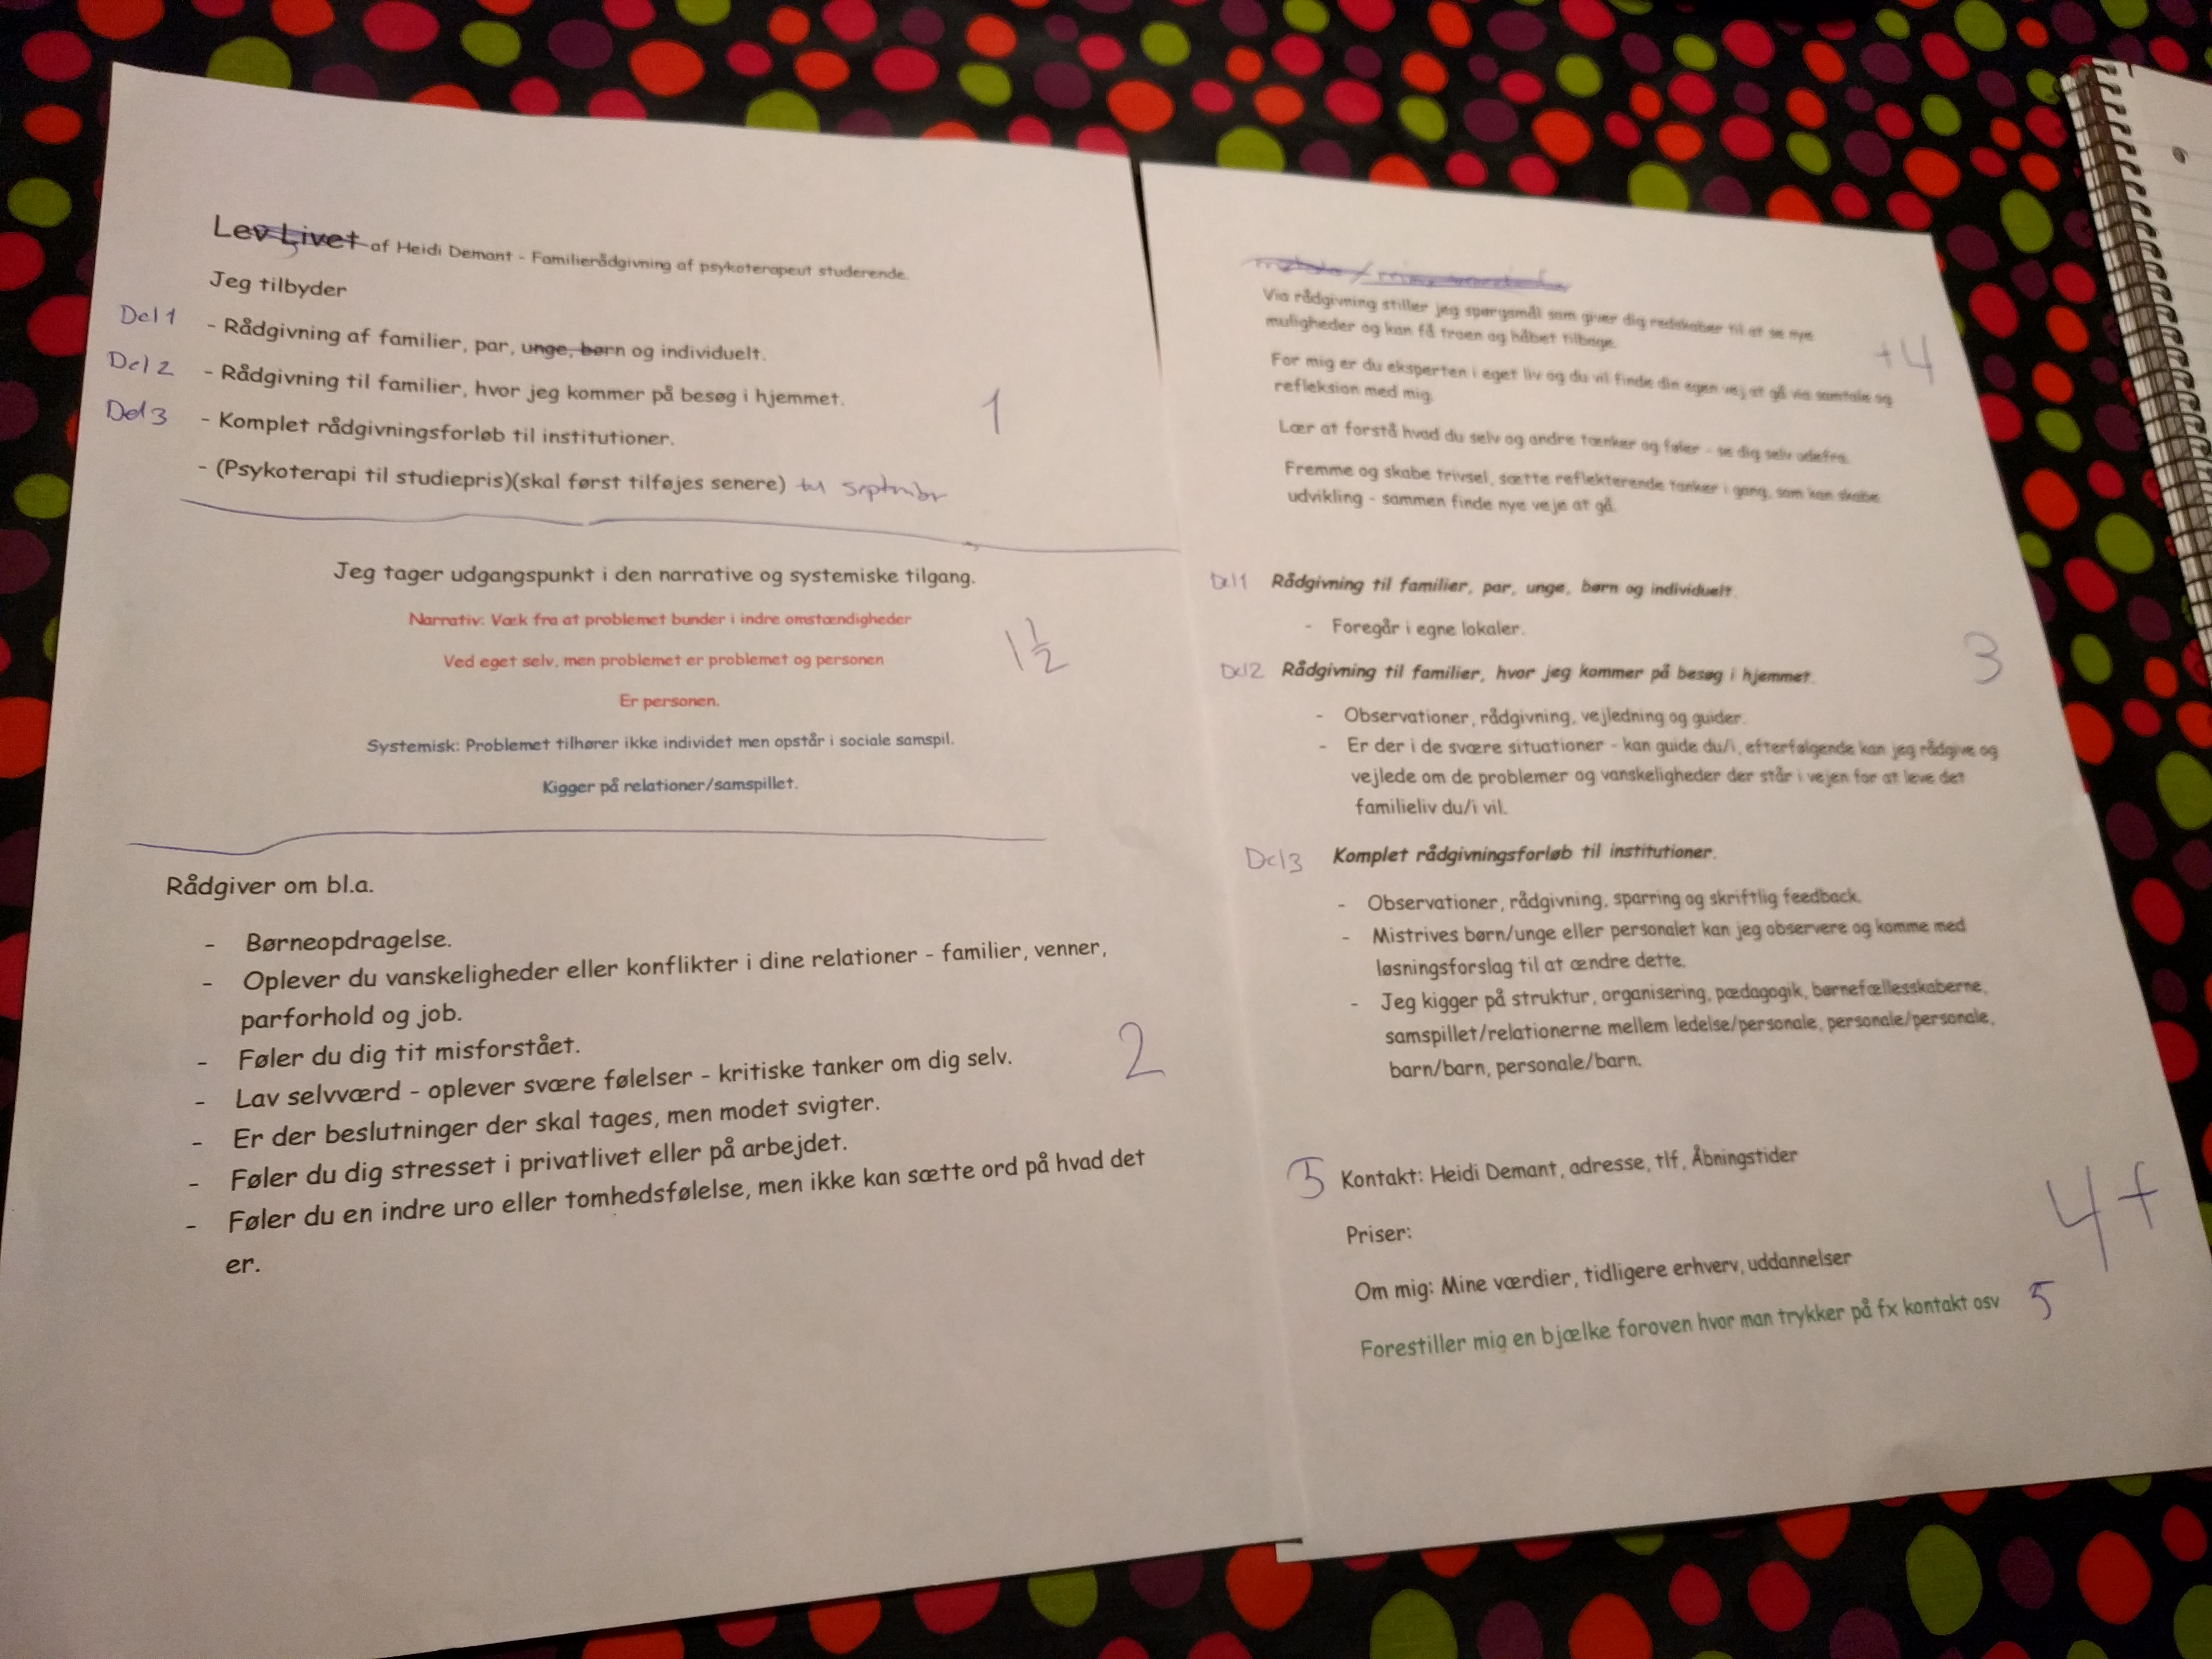 Lev Livet af Heidi Demant - Familierådgivning af psykoterapeut studerende.
Jeg tilbyder
Del 1 - Rådgivning af familier, par, unge, børn og individuelt.
Del 2 - Rådgivning til familier, hvor jeg kommer på besøg i hjemmet.
1
Del 3 - Komplet rådgivningsforløb til institutioner.
- (Psykoterapi til studiepris)(skal først tilføjes senere) til september
Jeg tager udgangspunkt i den narrative og systemiske tilgang.
Narrativ: Væk fra at problemet bunder i indre omstændigheder
Ved eget selv, men problemet er problemet og personen
1 1/2
Er personen.
Systemisk: Problemet tilhører ikke individet men opstår i sociale samspil.
Kigger på relationer/samspillet.
Rådgiver om bl.a.
- Børneopdragelse.
- Oplever du vanskeligheder eller konflikter i dine relationer - familier, venner,
parforhold og job.
- Føler du dig tit misforstået.
2
- Lav selvværd - oplever svære følelser - kritiske tanker om dig selv.
- Er der beslutninger der skal tages, men modet svigter.
- Føler du dig stresset i privatlivet eller på arbejdet.
- Føler du en indre uro eller tomhedsfølelse, men ikke kan sætte ord på hvad det
er.
Via rådgivning stiller jeg spørgsmål som giver dig redskaber til at se nye
muligheder og kan få troen og håbet tilbage.
+4
For mig er du eksperten i eget liv og du vil finde din egen vej at gå via samtale og
refleksion med mig.
Lær at forstå hvad du selv og andre tænker og føler - se dig selv udefra.
Fremme og skabe trivsel, sætte reflekterende tanker i gang, som kan skabe
udvikling - sammen finde nye veje at gå.
Del 1 Rådgivning til familier, par, unge, børn og individuelt.
- Foregår i egne lokaler.
3
Del 2 Rådgivning til familier, hvor jeg kommer på besøg i hjemmet.
- Observationer, rådgivning, vejledning og guider.
- Er der i de svære situationer - kan guide du/i, efterfølgende kan jeg rådgive og
vejlede om de problemer og vanskeligheder der står i vejen for at leve det
familieliv du/i vil.
Del 3 Komplet rådgivningsforløb til institutioner.
- Observationer, rådgivning, sparring og skriftlig feedback.
- Mistrives børn/unge eller personalet kan jeg observere og komme med
løsningsforslag til at ændre dette.
- Jeg kigger på struktur, organisering, pædagogik, børnefællesskaberne,
samspillet/relationerne mellem ledelse/personale, personale/personale,
barn/barn, personale/barn.
5 Kontakt: Heidi Demant, adresse, tlf, Åbningstider
4+
Priser:
Om mig: Mine værdier, tidligere erhverv, uddannelser
Forestiller mig en bjælke foroven hvor man trykker på fx kontakt osv 5